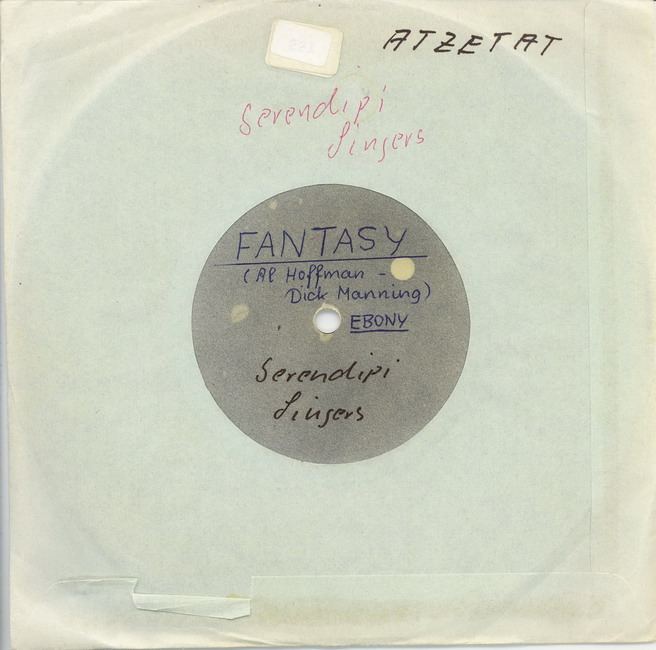 ATZETAT
Serendipi
Singers
FANTASY
(Al Hoffman -
Dick Manning)
EBONY
Serendipi
Singers